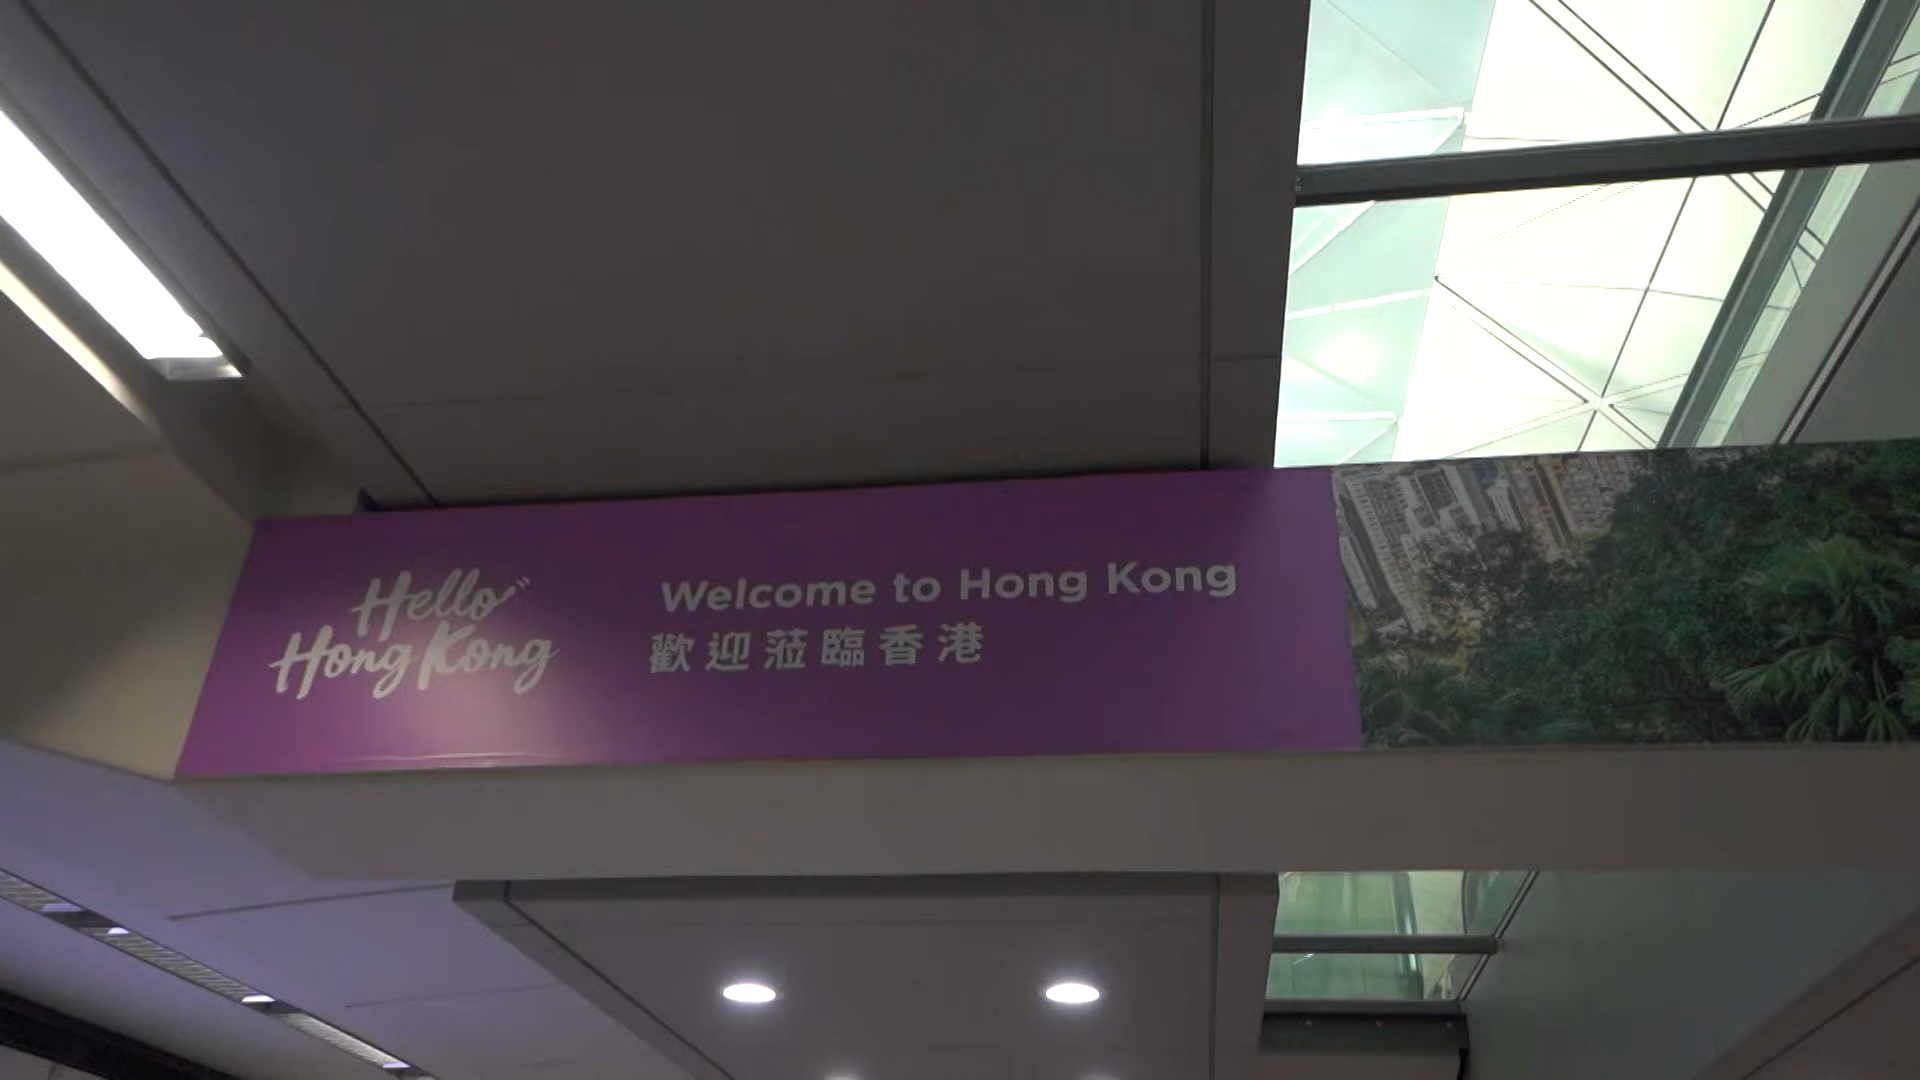 Hello
Hong Kong
Welcome to Hong Kong
歡迎蒞臨香港